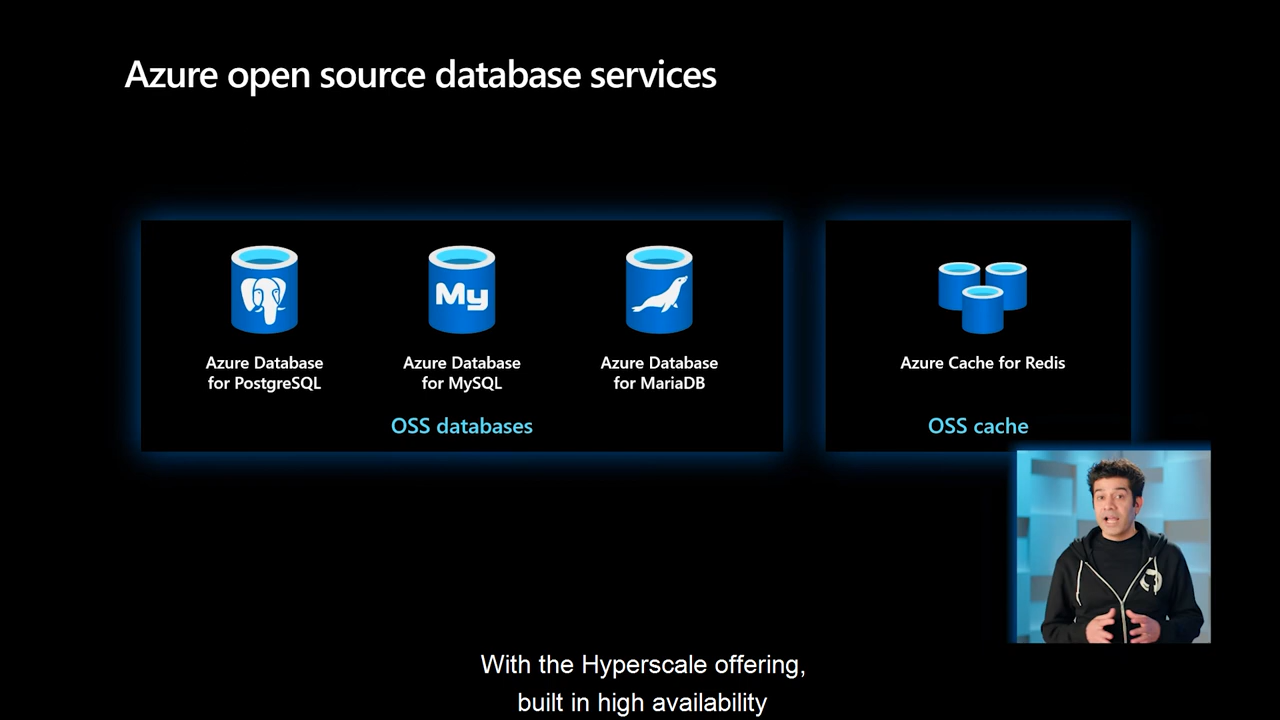 Azure open source database services
My
Azure Database
for PostgreSQL
Azure Database
for MySQL
Azure Database
for MariaDB
OSS databases
Azure Cache for Redis
OSS cache
With the Hyperscale offering,
built in high availability